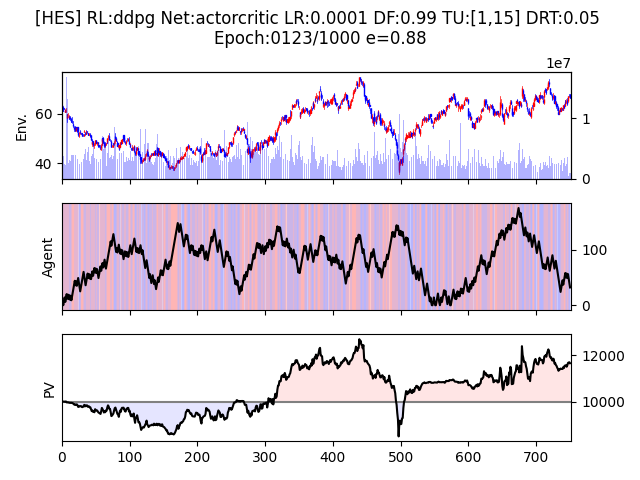 [HES] RL:ddpg Net:actorcritic LR:0.0001 DF:0.99 TU:[1,15] DRT:0.05
Epoch:0123/1000 e=0.88
1e7
Env.
60
40
1
0
Agent
100
0
PV
12000
10000
0
100
200
300
400
500
600
700